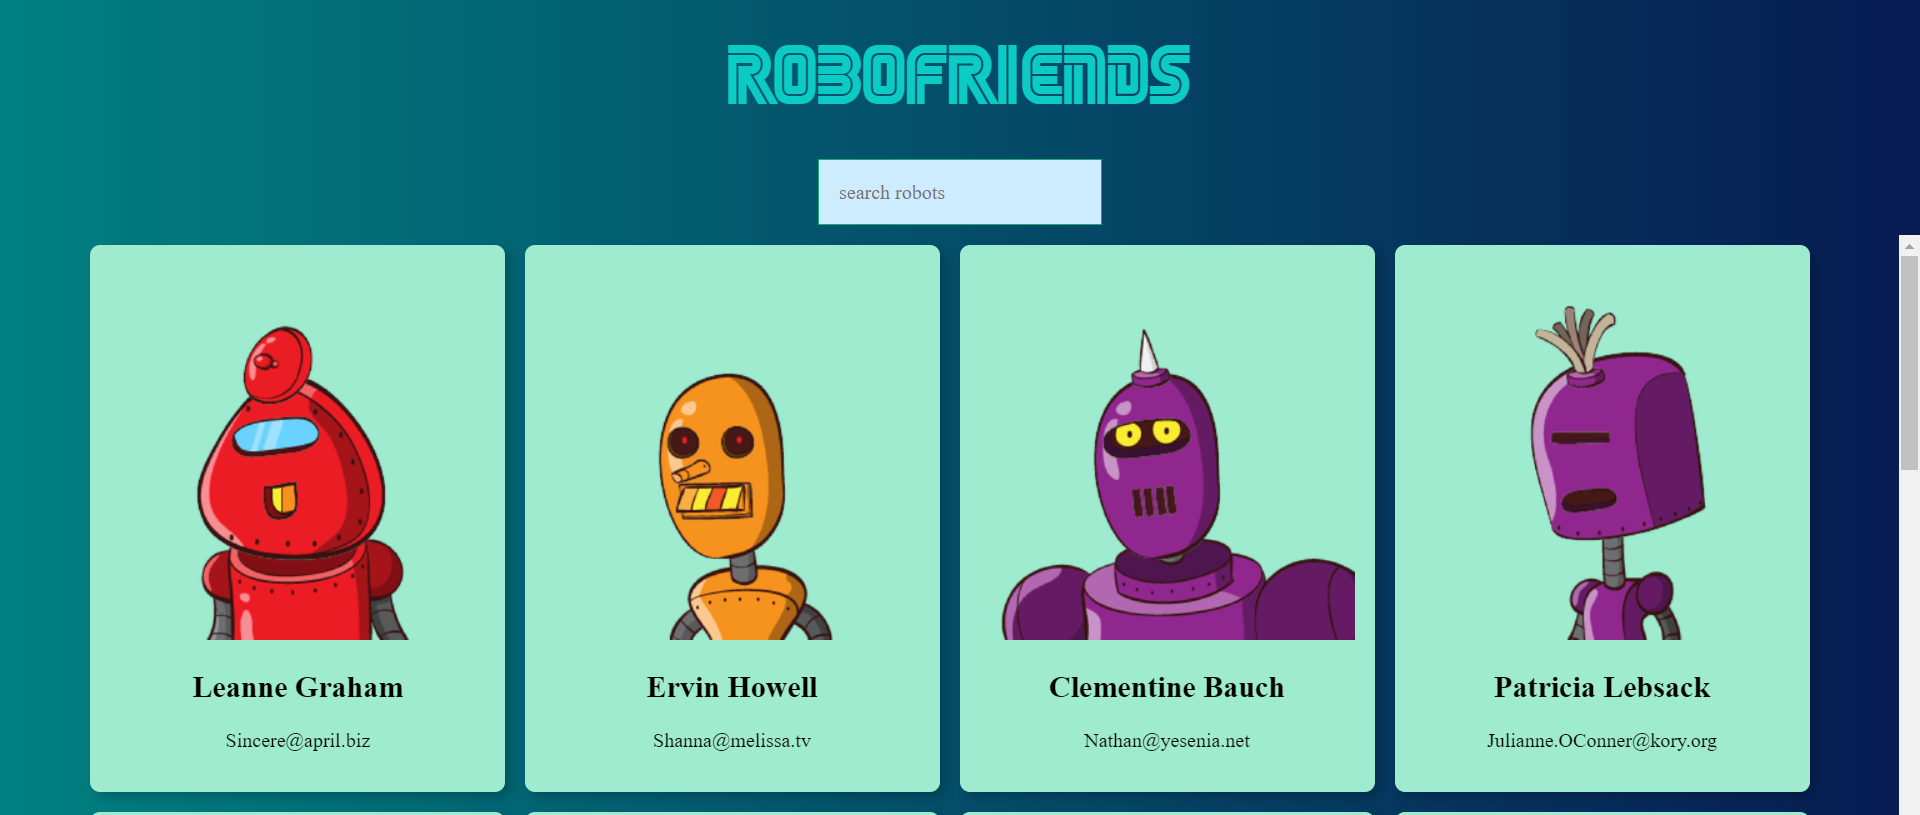 ROBOFRIENDS
search robots
Leanne Graham
Sincere@april.biz
Ervin Howell
Shanna@melissa.tv
Clementine Bauch
Nathan@yesenia.net
Patricia Lebsack
Julianne.OConner@kory.org